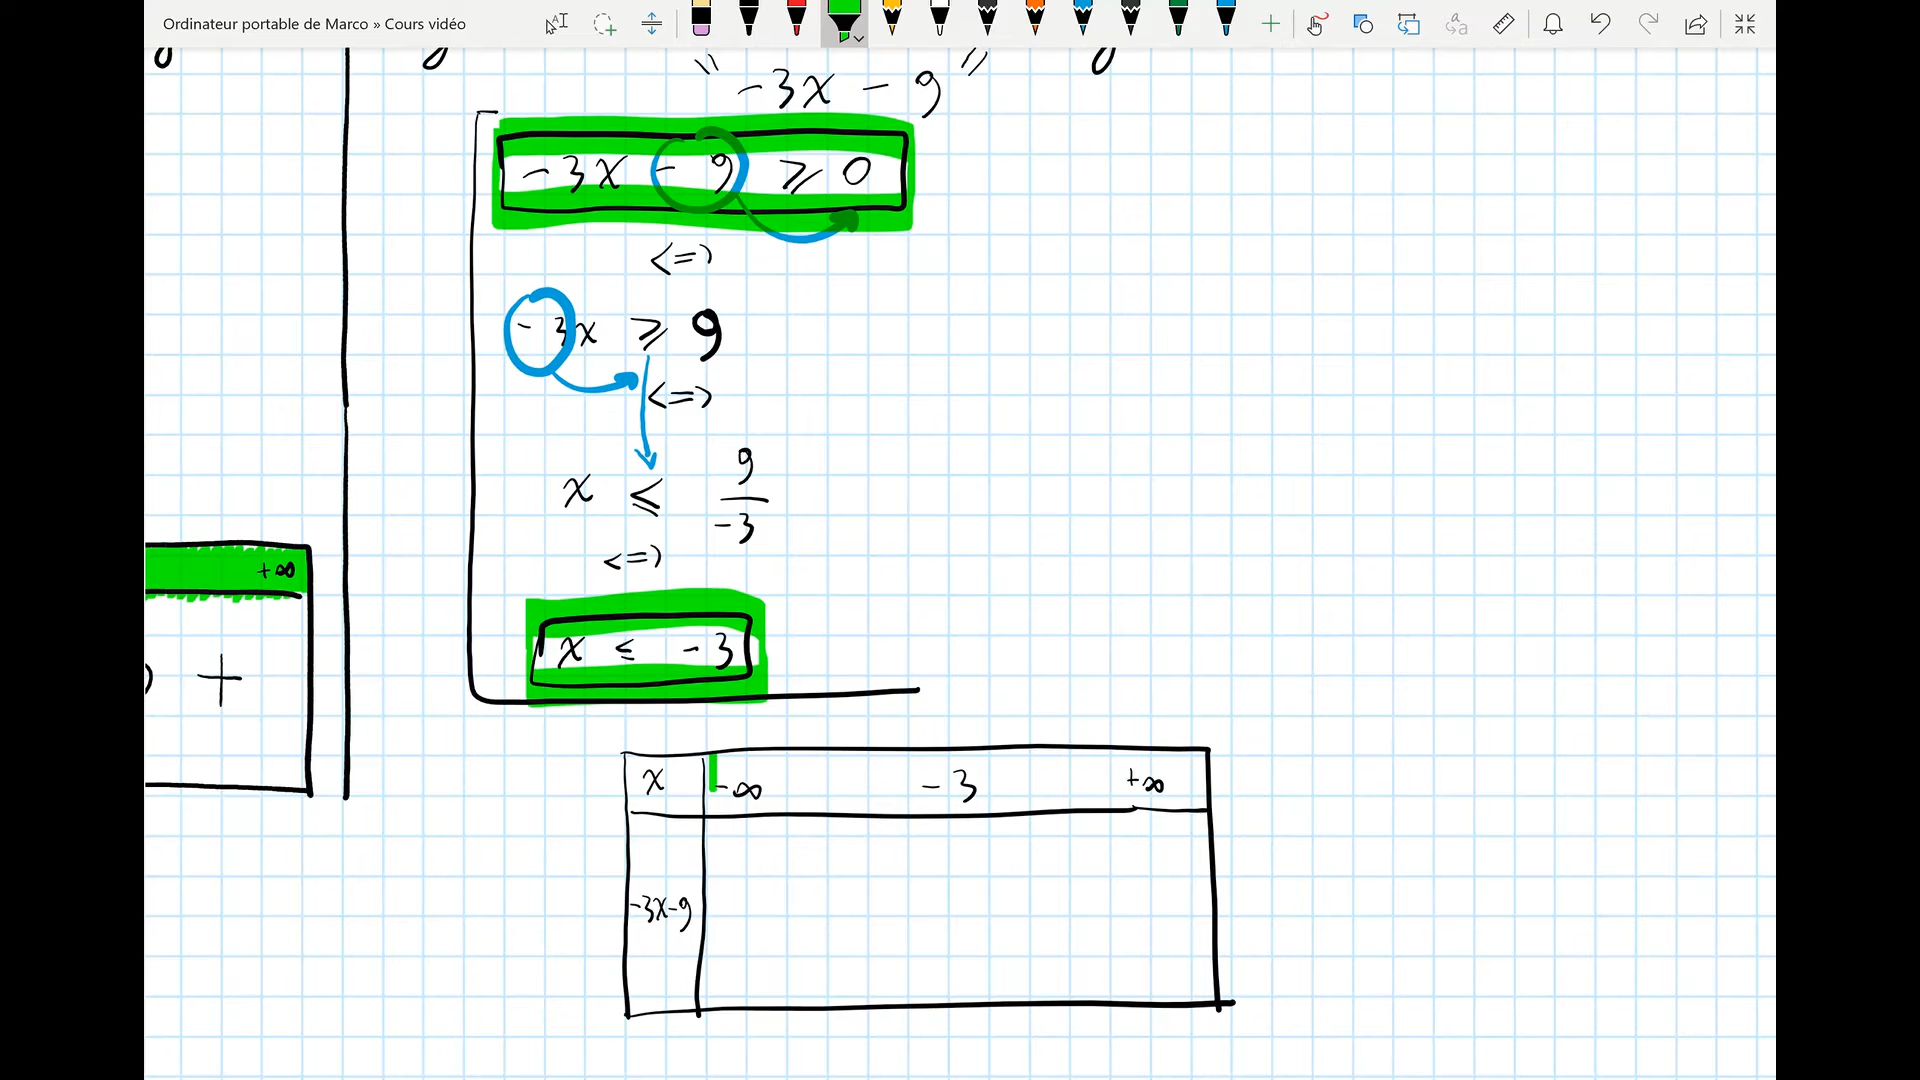 Ordinateur portable de Marco » Cours vidéo
" -3x - 9 "
-3x - 9 ⩾ 0
<=>
-3x ⩾ 9
<=>
x ⩽ 9/-3
<=>
x ≤ -3
+∞
+
x -∞ -3 +∞
-3x-9